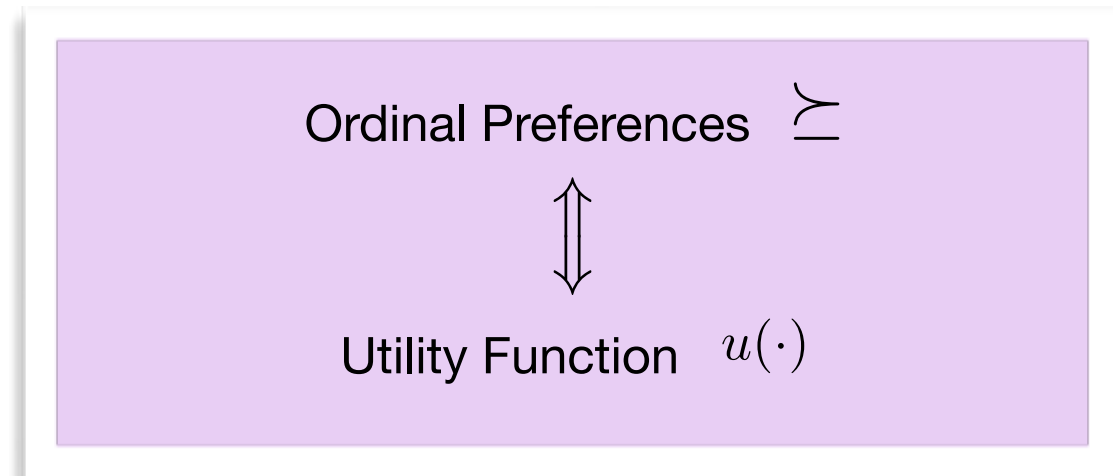 Ordinal Preferences ⪰
⇕
Utility Function u(·)